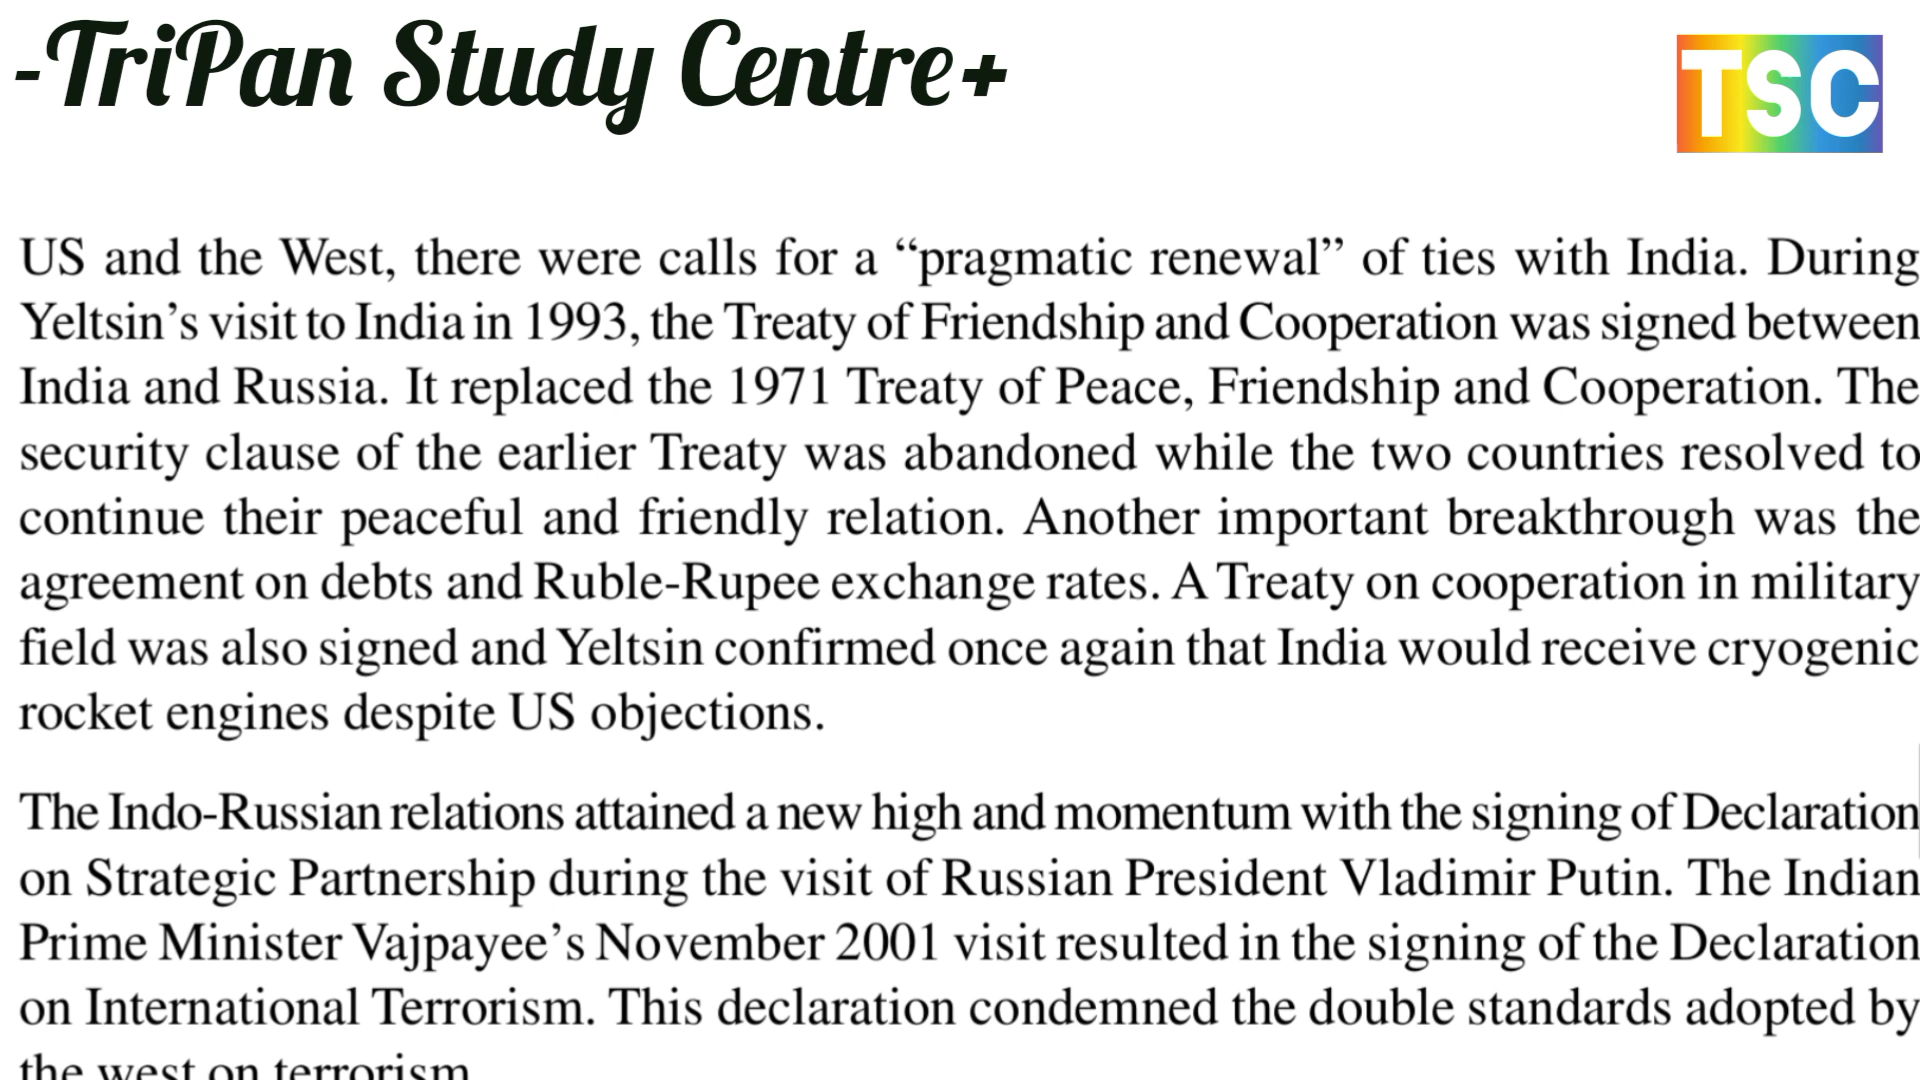 -TriPan Study Centre+
TSC
US and the West, there were calls for a “pragmatic renewal” of ties with India. During
Yeltsin’s visit to India in 1993, the Treaty of Friendship and Cooperation was signed between
India and Russia. It replaced the 1971 Treaty of Peace, Friendship and Cooperation. The
security clause of the earlier Treaty was abandoned while the two countries resolved to
continue their peaceful and friendly relation. Another important breakthrough was the
agreement on debts and Ruble-Rupee exchange rates. A Treaty on cooperation in military
field was also signed and Yeltsin confirmed once again that India would receive cryogenic
rocket engines despite US objections.
The Indo-Russian relations attained a new high and momentum with the signing of Declaration
on Strategic Partnership during the visit of Russian President Vladimir Putin. The Indian
Prime Minister Vajpayee’s November 2001 visit resulted in the signing of the Declaration
on International Terrorism. This declaration condemned the double standards adopted by
the west on terrorism